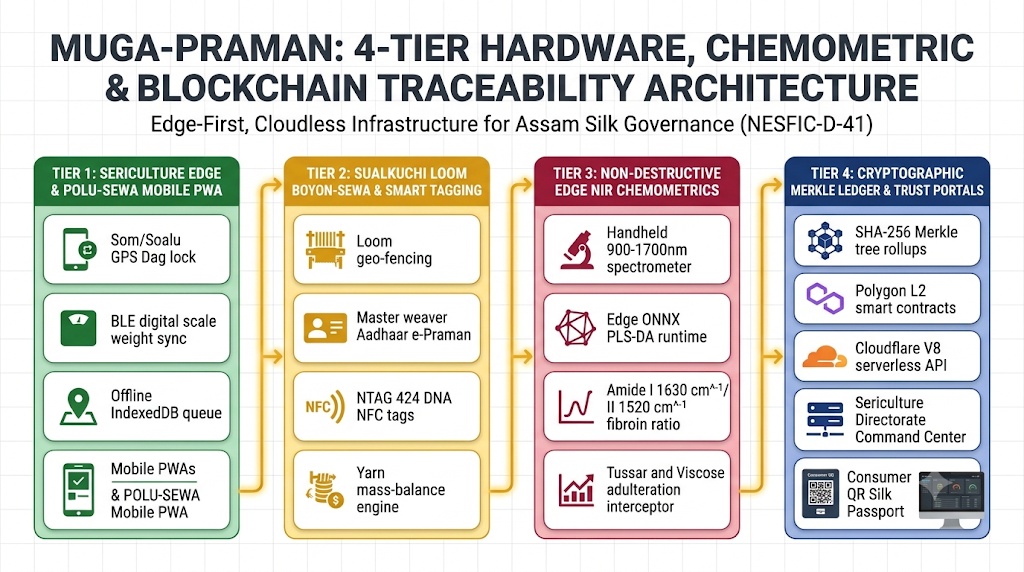 MUGA-PRAMAN: 4-TIER HARDWARE, CHEMOMETRIC
& BLOCKCHAIN TRACEABILITY ARCHITECTURE
Edge-First, Cloudless Infrastructure for Assam Silk Governance (NESFIC-D-41)
TIER 1: SERICULTURE EDGE
& POLU-SEWA MOBILE PWA
Som/Soalu
GPS Dag lock
BLE digital scale
weight sync
Offline
IndexedDB queue
Mobile PWAs
& POLU-SEWA
Mobile PWA
TIER 2: SUALKUCHI LOOM
BOYON-SEWA & SMART TAGGING
Loom
geo-fencing
Master weaver
Aadhaar e-Praman
NFC
NTAG 424 DNA
NFC tags
Yarn
mass-balance
engine
TIER 3: NON-DESTRUCTIVE
EDGE NIR CHEMOMETRICS
Handheld
900-1700nm
spectrometer
Edge ONNX
PLS-DA runtime
Amide I 1630 cm^-1/
II 1520 cm^-1
fibroin ratio
Tussar and Viscose
adulteration
interceptor
TIER 4: CRYPTOGRAPHIC
MERKLE LEDGER & TRUST PORTALS
SHA-256 Merkle
tree rollups
Polygon L2
smart contracts
Cloudflare V8
serverless API
Sericulture
Directorate
Command Center
Consumer
QR Silk
Passport